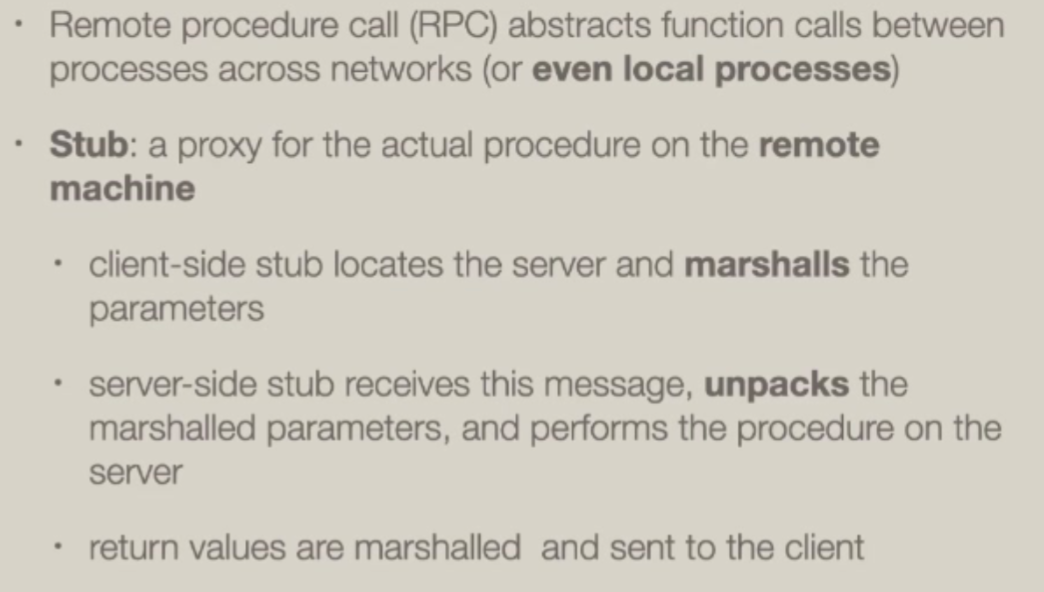 • Remote procedure call (RPC) abstracts function calls between
processes across networks (or even local processes)
• Stub: a proxy for the actual procedure on the remote
machine
• client-side stub locates the server and marshalls the
parameters
• server-side stub receives this message, unpacks the
marshalled parameters, and performs the procedure on the
server
• return values are marshalled  and sent to the client